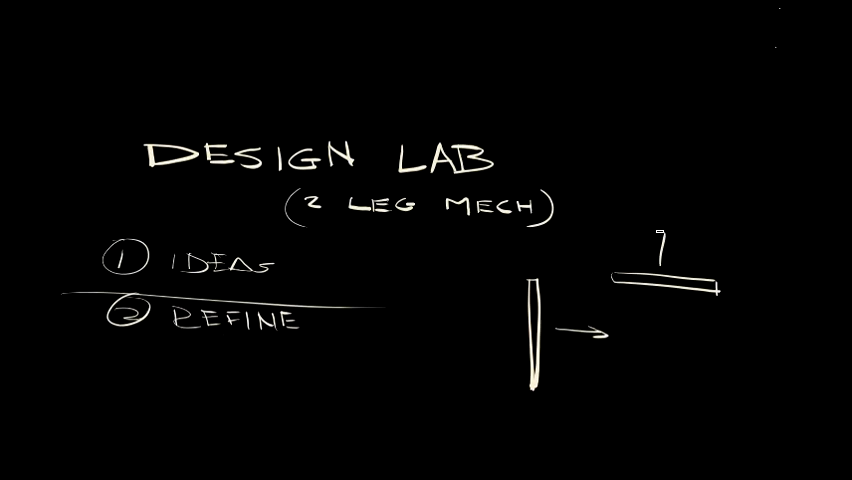 DESIGN LAB
(2 LEG MECH)
1 IDEAS
2 REFINE